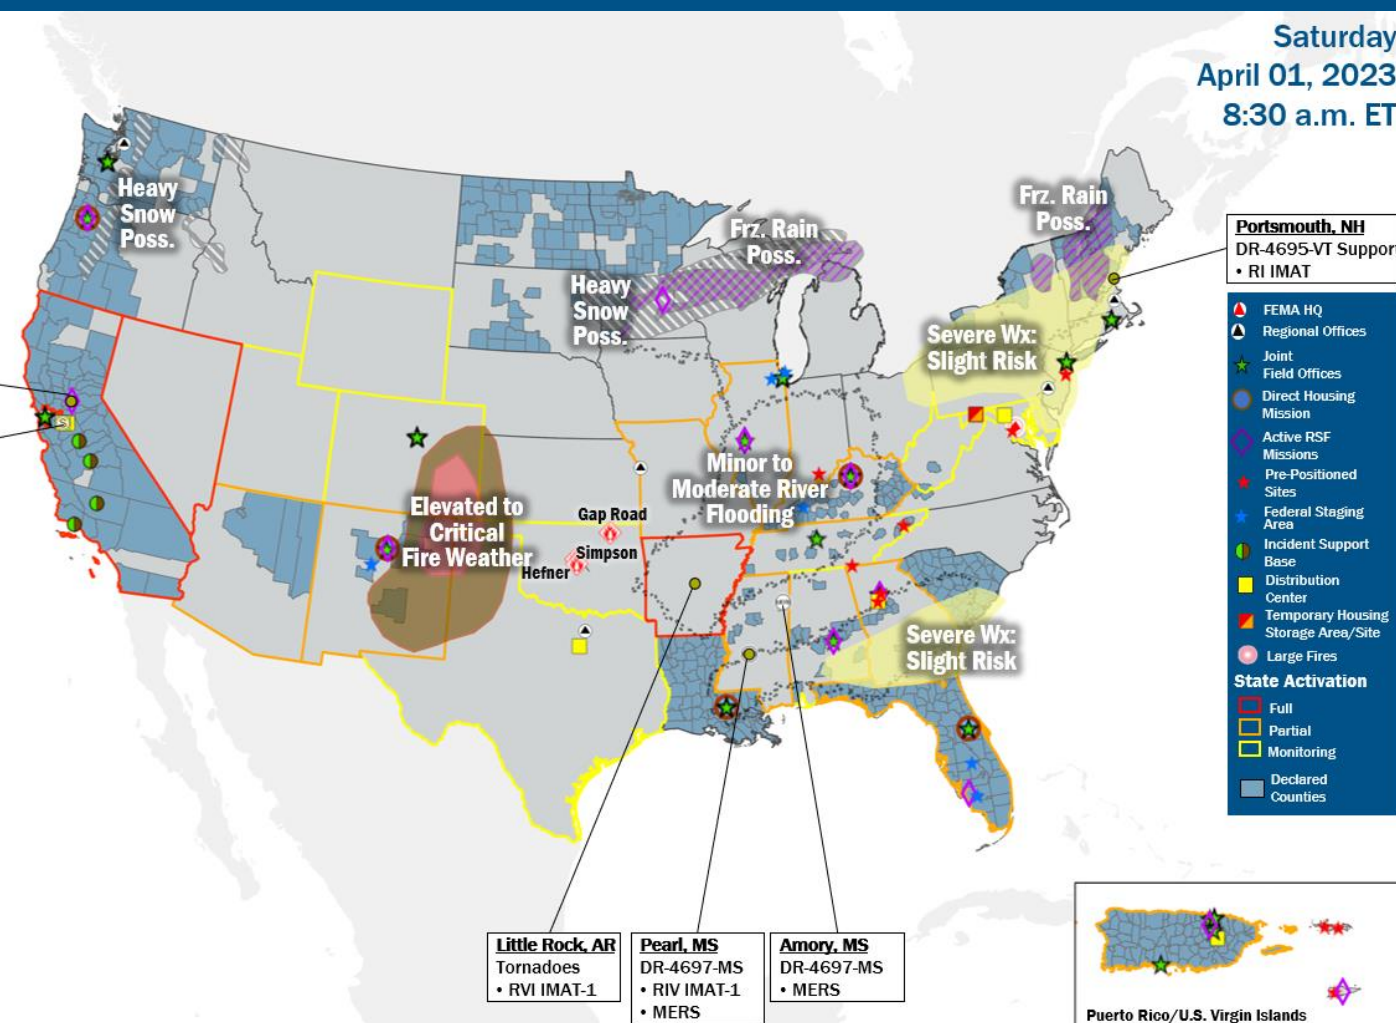 Saturday
April 01, 2023
8:30 a.m. ET
Heavy
Snow
Poss.
Frz. Rain
Poss.
Heavy
Snow
Poss.
Frz. Rain
Poss.
Portsmouth, NH
DR-4695-VT Support
• RI IMAT
Severe Wx:
Slight Risk
FEMA HQ
Regional Offices
Joint
Field Offices
Direct Housing
Mission
Active RSF
Missions
Pre-Positioned
Sites
Federal Staging
Area
Incident Support
Base
Distribution
Center
Temporary Housing
Storage Area/Site
Large Fires
State Activation
Full
Partial
Monitoring
Declared
Counties
Minor to
Moderate River
Flooding
Elevated to
Critical
Fire Weather
Gap Road
Simpson
Hefner
Severe Wx:
Slight Risk
Little Rock, AR
Tornadoes
• RVI IMAT-1
Pearl, MS
DR-4697-MS
• RIV IMAT-1
• MERS
Amory, MS
DR-4697-MS
• MERS
Puerto Rico/U.S. Virgin Islands